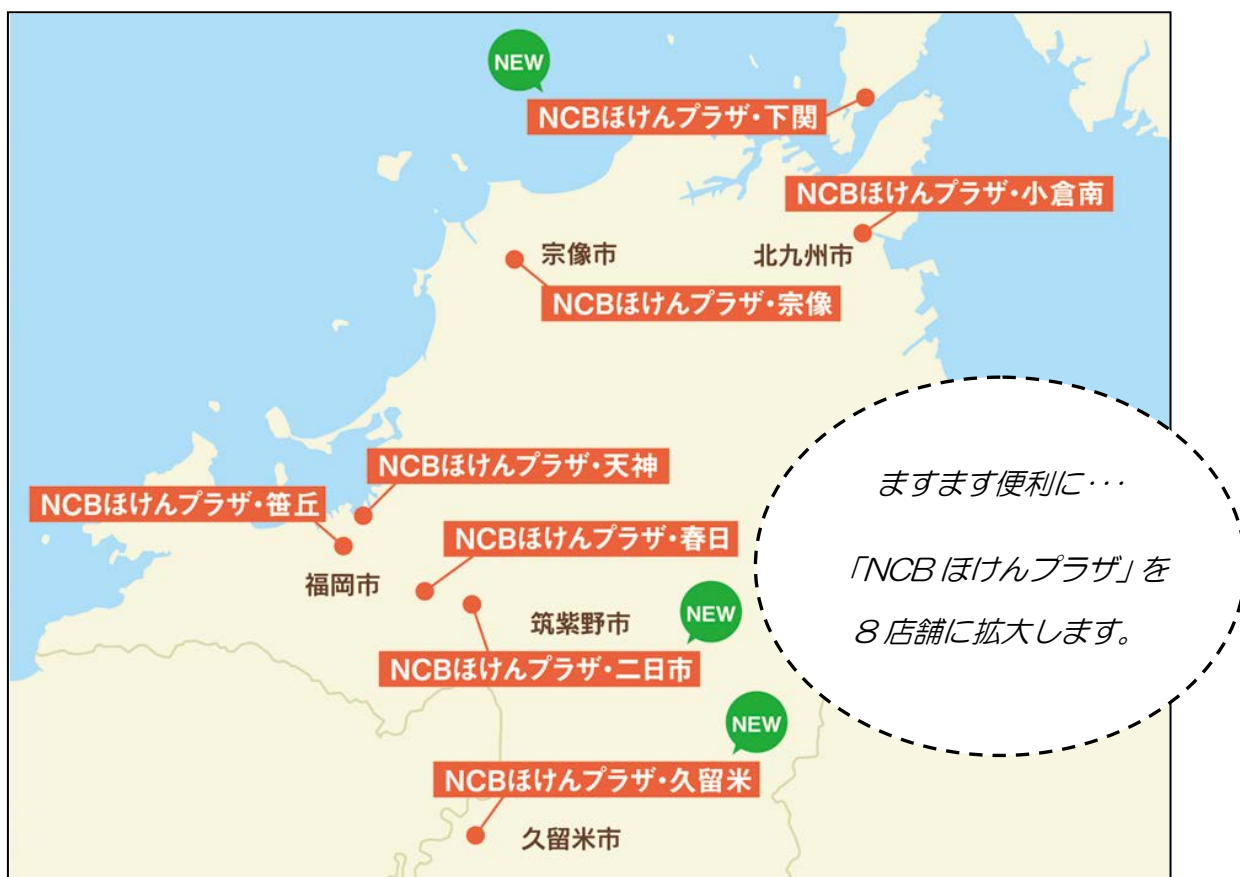 NEW
NCBほけんプラザ・下関
NCBほけんプラザ・小倉南
宗像市
北九州市
NCBほけんプラザ・宗像
NCBほけんプラザ・天神
NCBほけんプラザ・笹丘
NCBほけんプラザ・春日
福岡市
筑紫野市
NEW
NCBほけんプラザ・二日市
NEW
NCBほけんプラザ・久留米
久留米市
ますます便利に・・・
「NCB ほけんプラザ」を
8 店舗に拡大します。